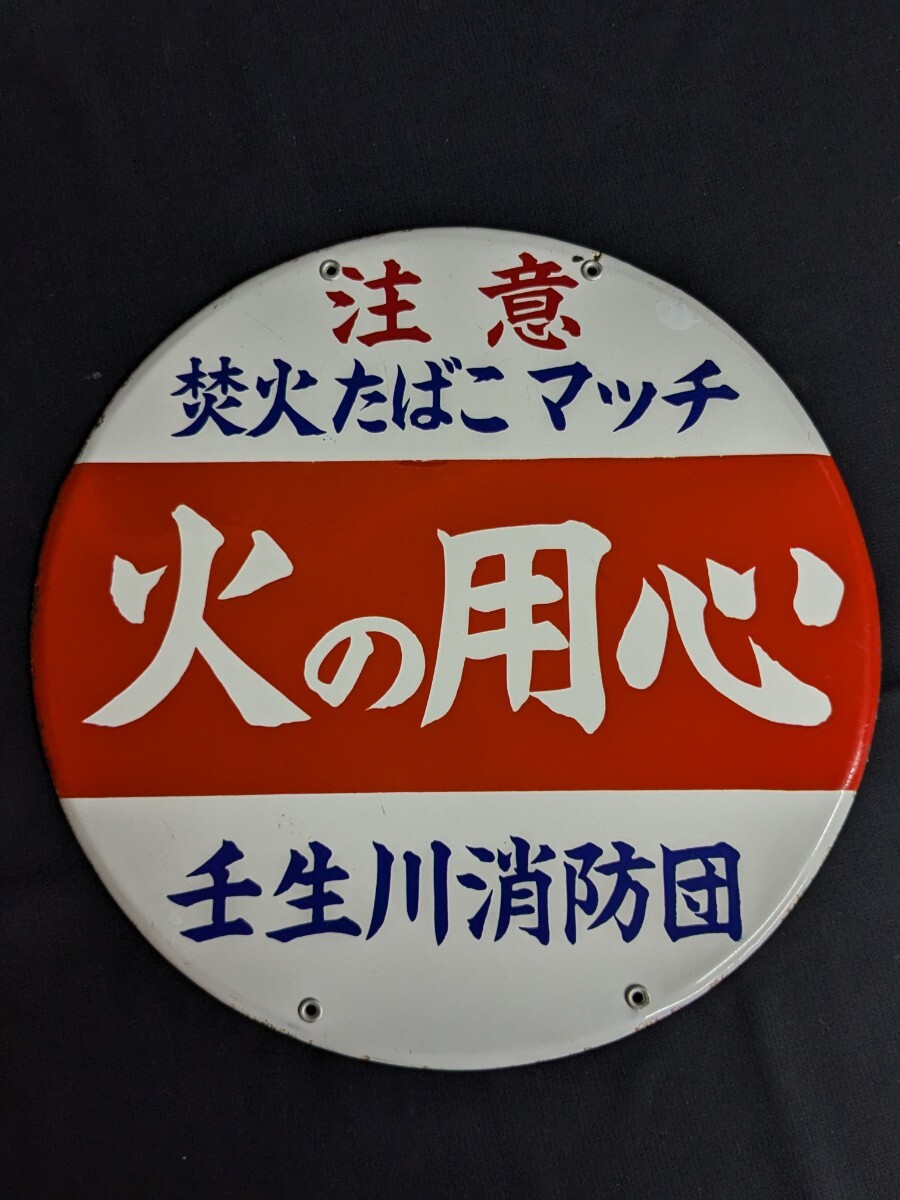 注意
焚火たばこマッチ
火の用心
壬生川消防団